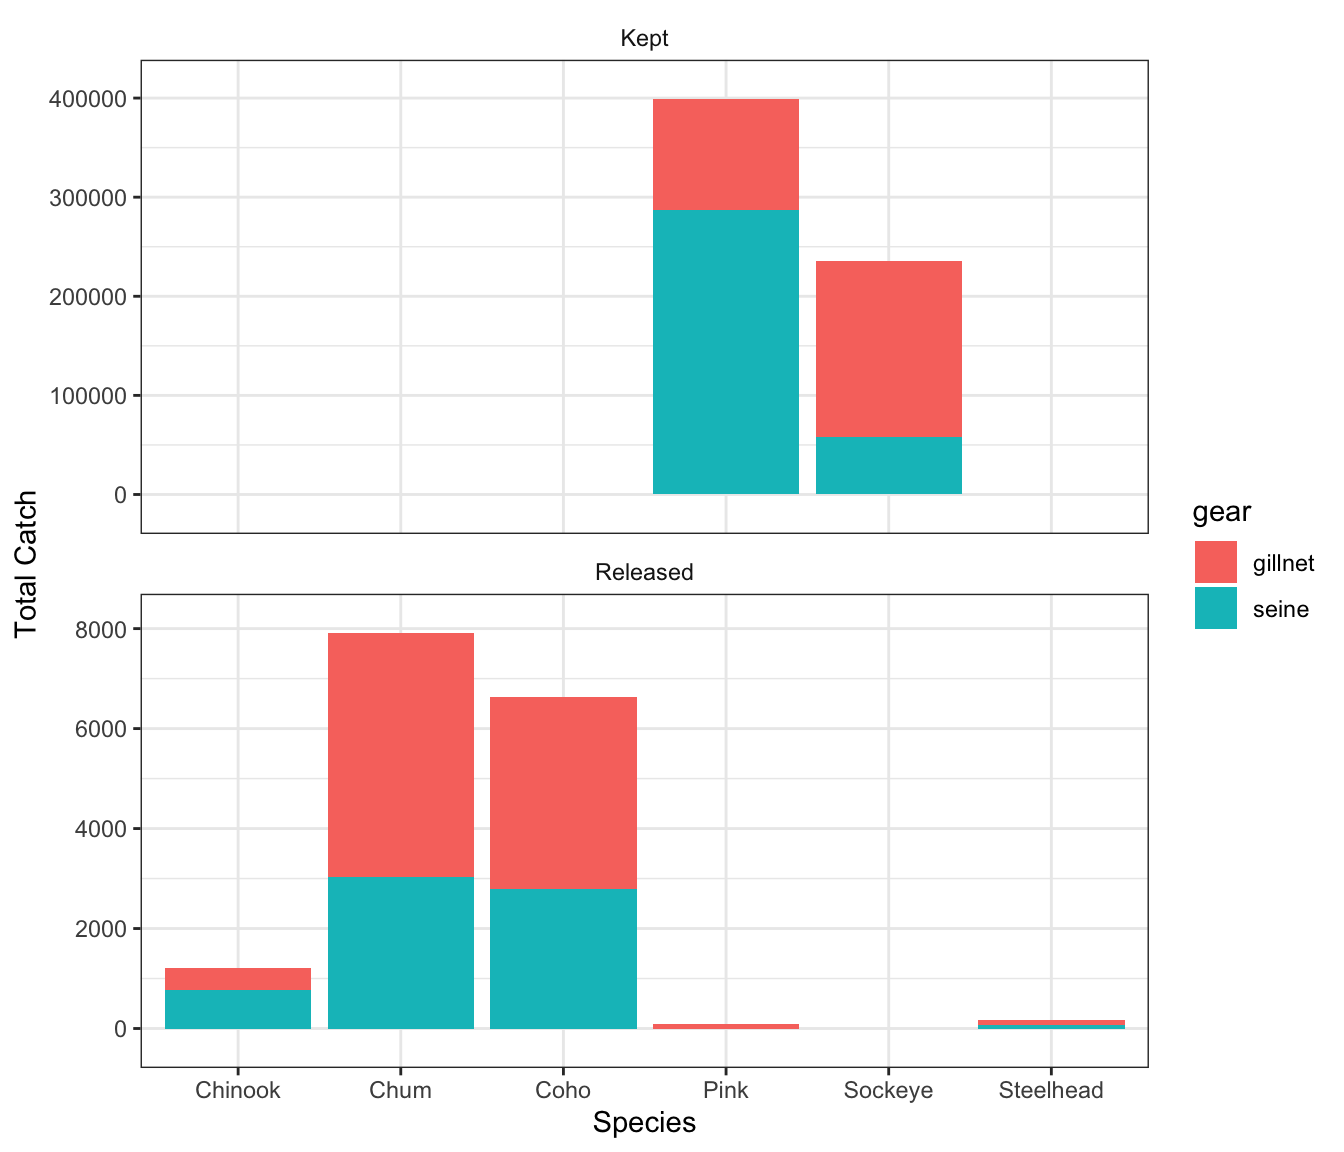 Kept
400000
300000
200000
100000
0
Total Catch
Released
8000
6000
4000
2000
0
Chinook Chum Coho Pink Sockeye Steelhead
Species
gear
gillnet
seine